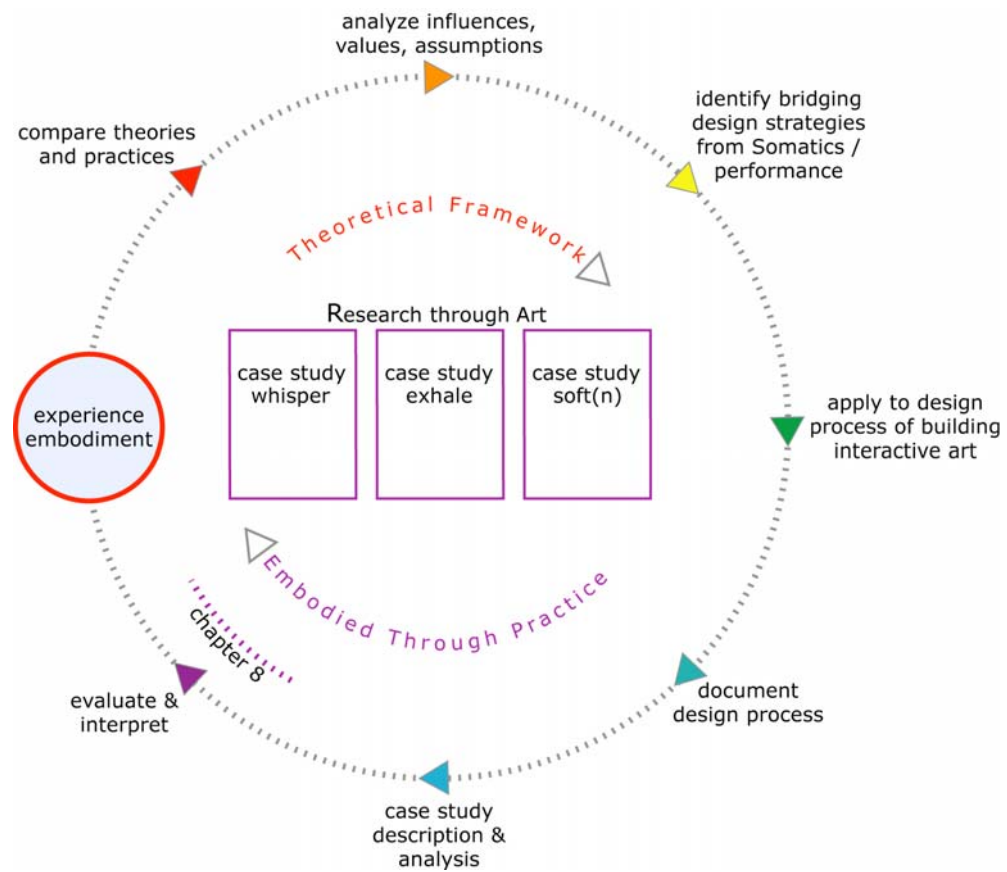 analyze influences,
values, assumptions
identify bridging
design strategies
from Somatics /
performance
compare theories
and practices
Theoretical Framework
Research through Art
case study
whisper
case study
exhale
case study
soft(n)
experience
embodiment
apply to design
process of building
interactive art
Embodied Through Practice
chapter 8
evaluate &
interpret
document
design process
case study
description &
analysis